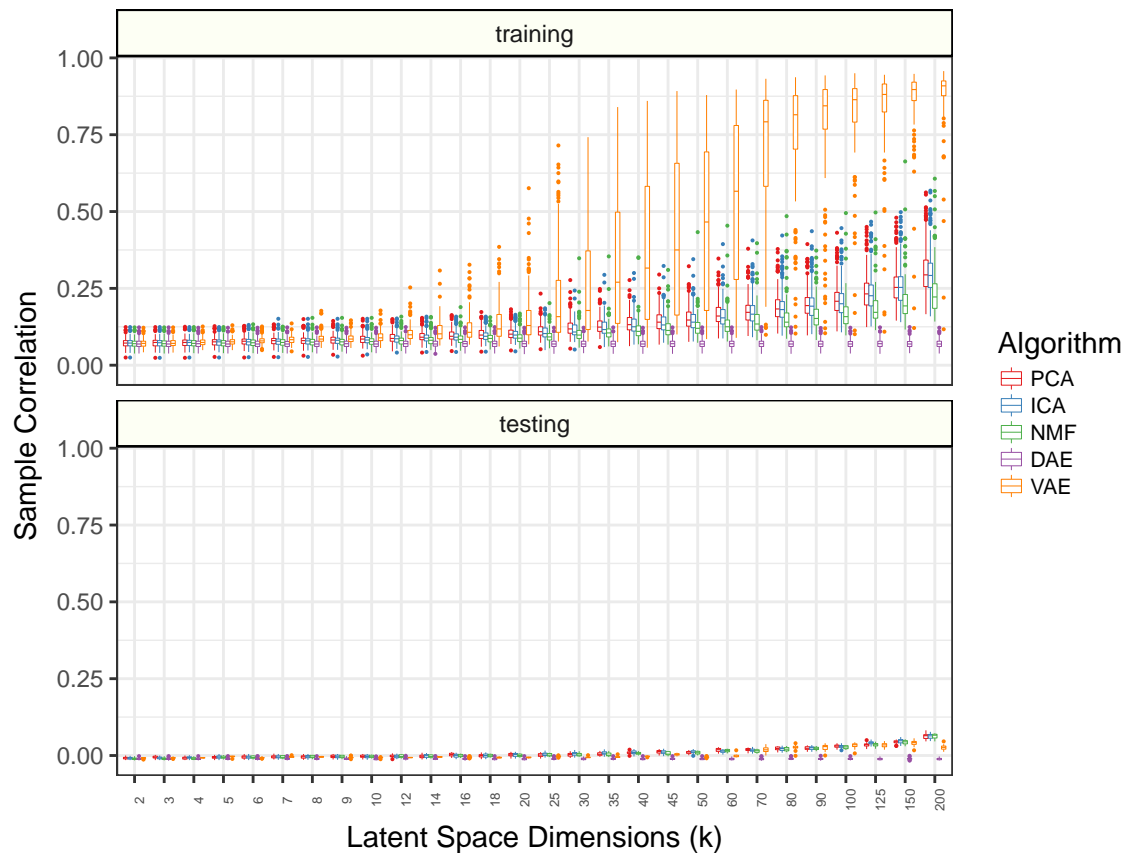 training
1.00
0.75
0.50
0.25
0.00
testing
1.00
0.75
0.50
0.25
0.00
Sample Correlation
2 3 4 5 6 7 8 9 10 12 14 16 18 20 25 30 35 40 45 50 60 70 80 90 100 125 150 200
Latent Space Dimensions (k)
Algorithm
PCA
ICA
NMF
DAE
VAE